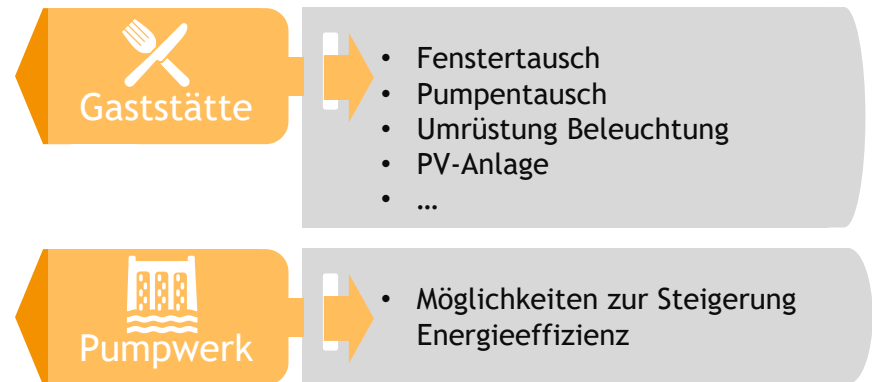 Gaststätte
• Fenstertausch
• Pumpentausch
• Umrüstung Beleuchtung
• PV-Anlage
• …
Pumpwerk
• Möglichkeiten zur Steigerung
Energieeffizienz